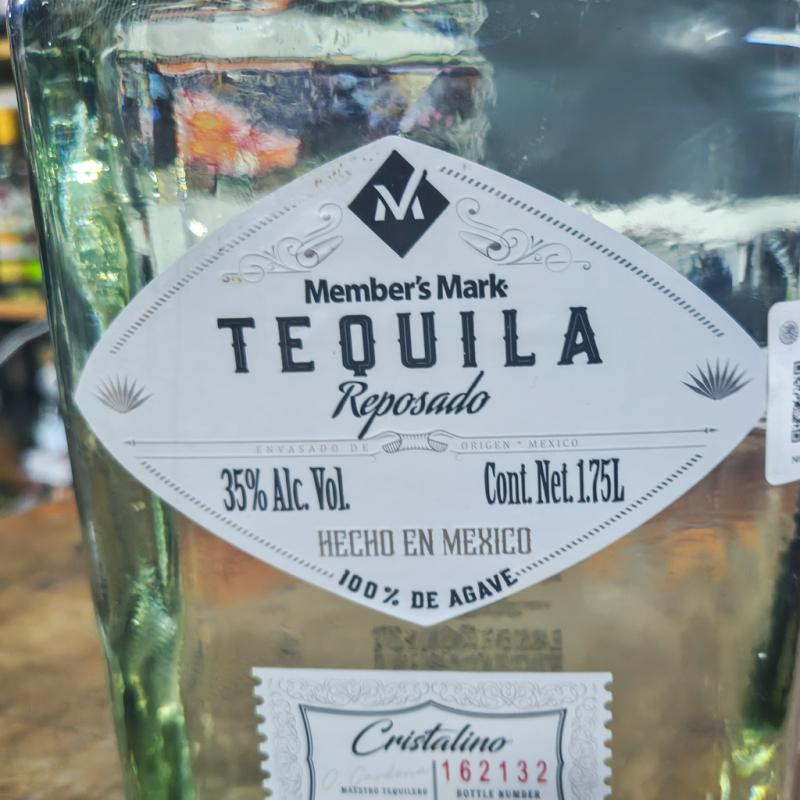 Member's Mark
TEQUILA
Reposado
ENVASADO DE ORIGEN * MEXICO
35% Alc. Vol. Cont. Net. 1.75L
HECHO EN MEXICO
100% DE AGAVE
Cristalino
162132
MAESTRO TEQUILERO BOTTLE NUMBER